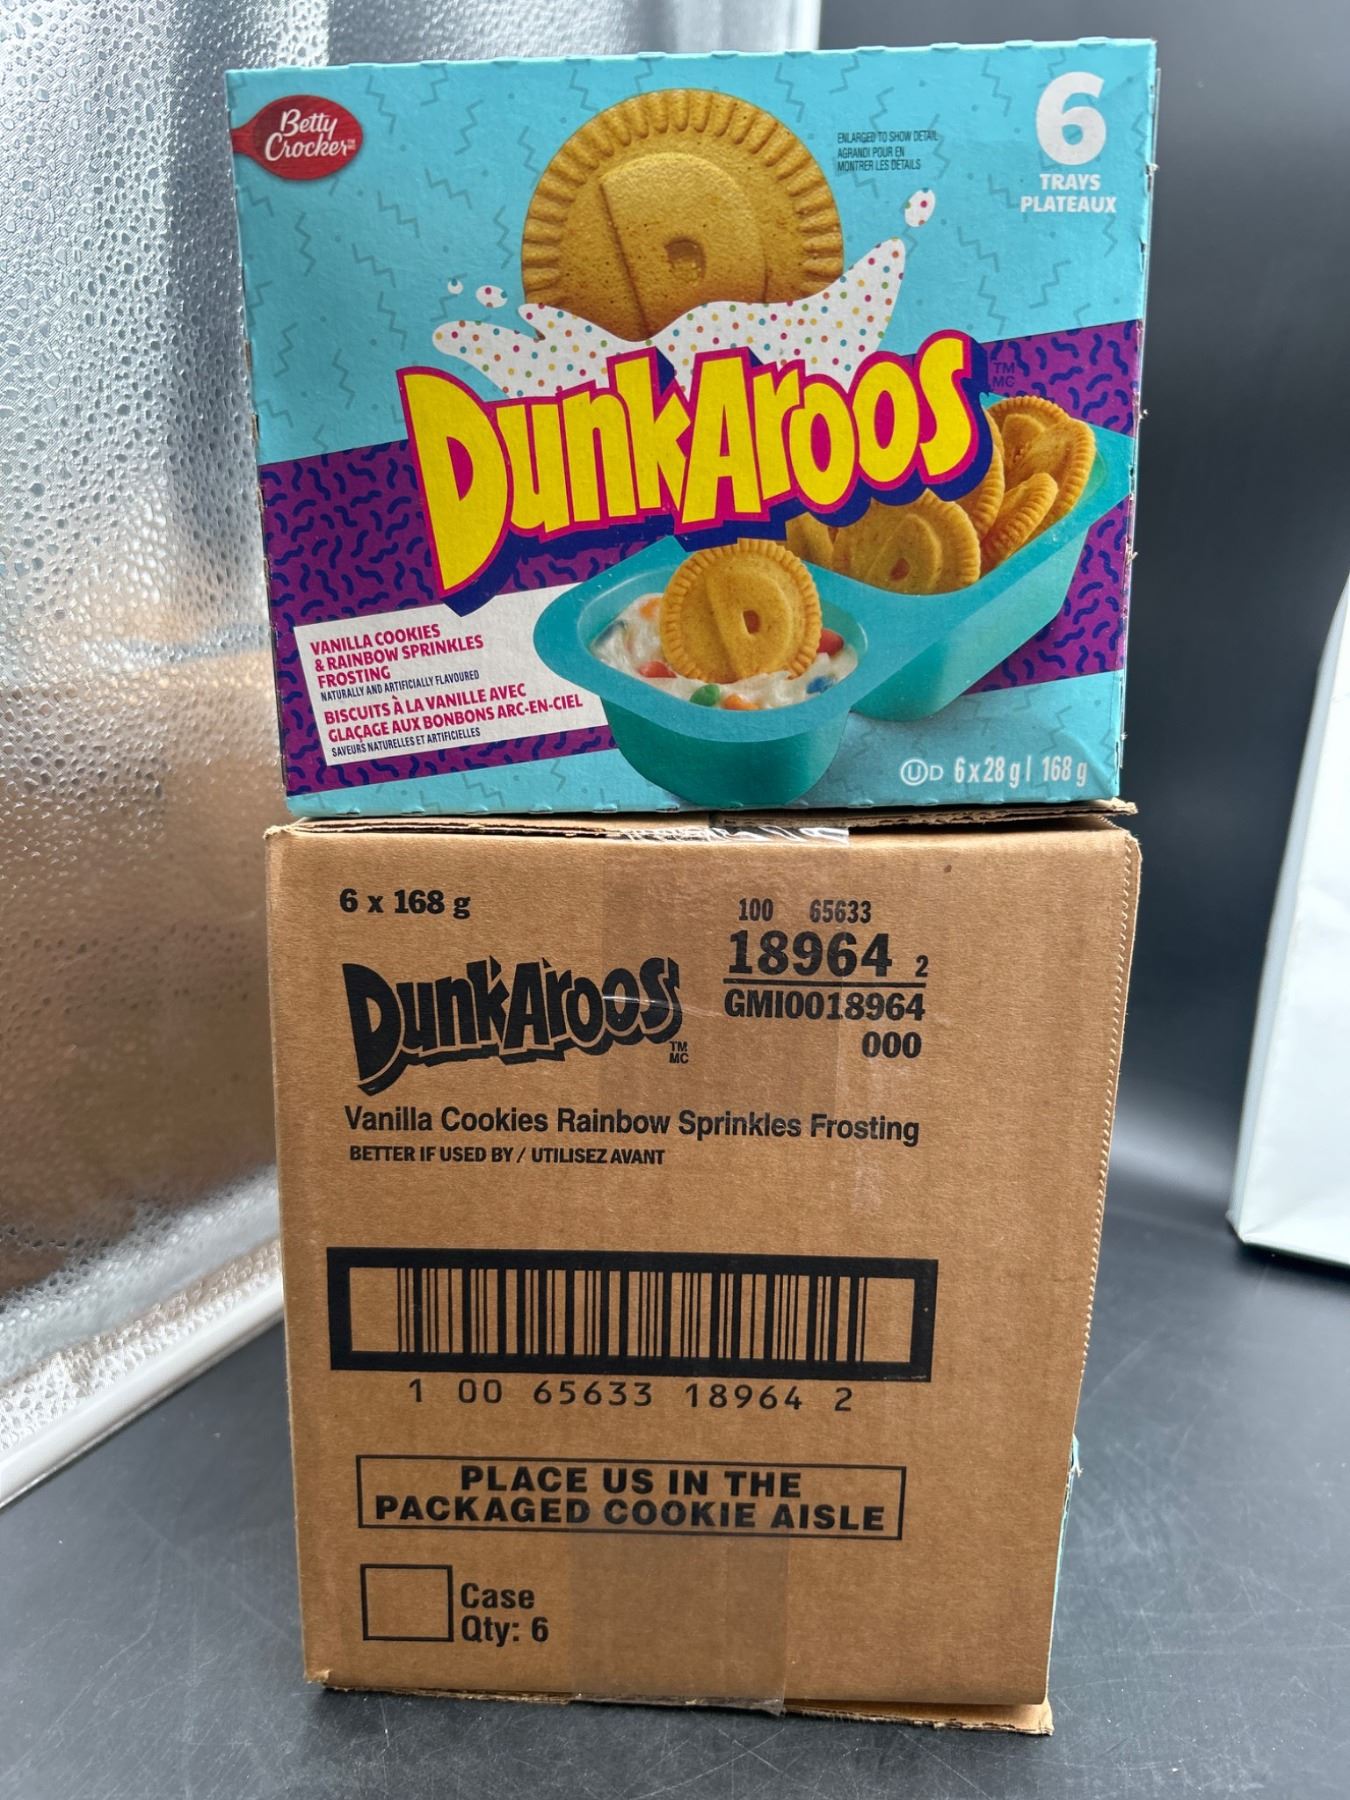 Betty
Crocker™
ENLARGED TO SHOW DETAIL
AGRANDI POUR EN
MONTRER LES DÉTAILS
6
TRAYS
PLATEAUX
DunkAroos
TM
MC
VANILLA COOKIES
& RAINBOW SPRINKLES
FROSTING
NATURALLY AND ARTIFICIALLY FLAVOURED
BISCUITS À LA VANILLE AVEC
GLAÇAGE AUX BONBONS ARC-EN-CIEL
SAVEURS NATURELLES ET ARTIFICIELLES
D
D
U D 6x28 g | 168 g
6 x 168 g
100 65633
18964 2
GMI0018964
000
DunkAroos
TM
MC
Vanilla Cookies Rainbow Sprinkles Frosting
BETTER IF USED BY / UTILISEZ AVANT
1 00 65633 18964 2
PLACE US IN THE
PACKAGED COOKIE AISLE
Case
Qty: 6